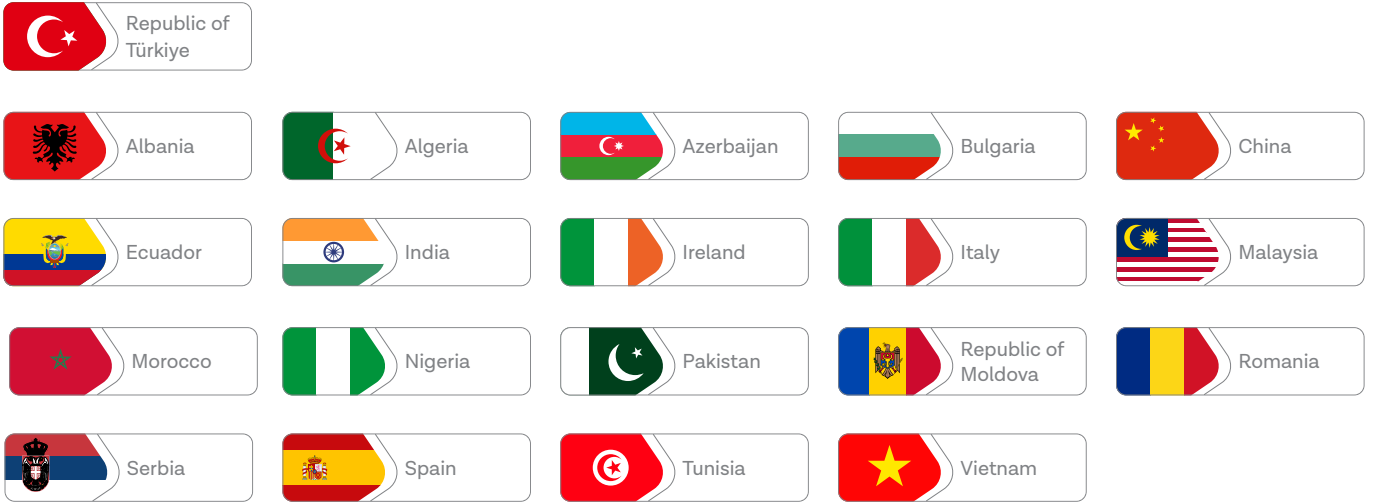 Republic of
Türkiye
Albania
Algeria
Azerbaijan
Bulgaria
China
Ecuador
India
Ireland
Italy
Malaysia
Morocco
Nigeria
Pakistan
Republic of
Moldova
Romania
Serbia
Spain
Tunisia
Vietnam